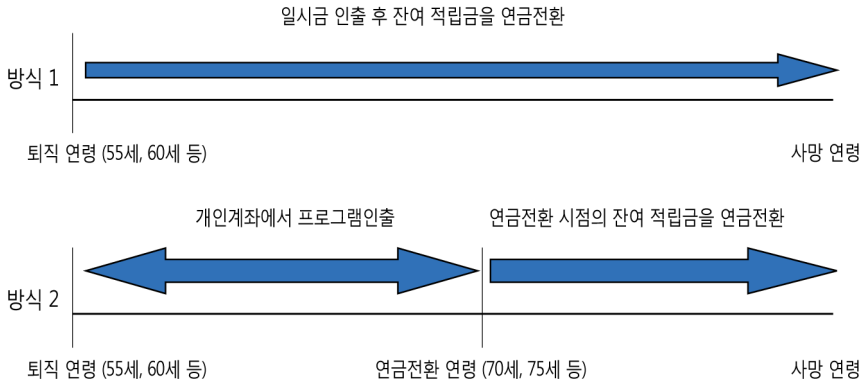 일시금 인출 후 잔여 적립금을 연금전환
방식 1
퇴직 연령 (55세, 60세 등)
사망 연령
개인계좌에서 프로그램인출
연금전환 시점의 잔여 적립금을 연금전환
방식 2
퇴직 연령 (55세, 60세 등)
연금전환 연령 (70세, 75세 등)
사망 연령